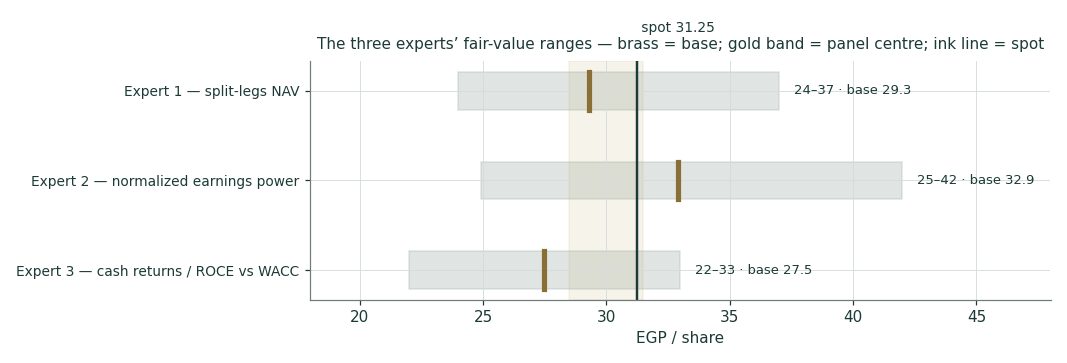 spot 31.25
The three experts’ fair-value ranges — brass = base; gold band = panel centre; ink line = spot
Expert 1 — split-legs NAV
24–37 · base 29.3
Expert 2 — normalized earnings power
25–42 · base 32.9
Expert 3 — cash returns / ROCE vs WACC
22–33 · base 27.5
20 25 30 35 40 45
EGP / share